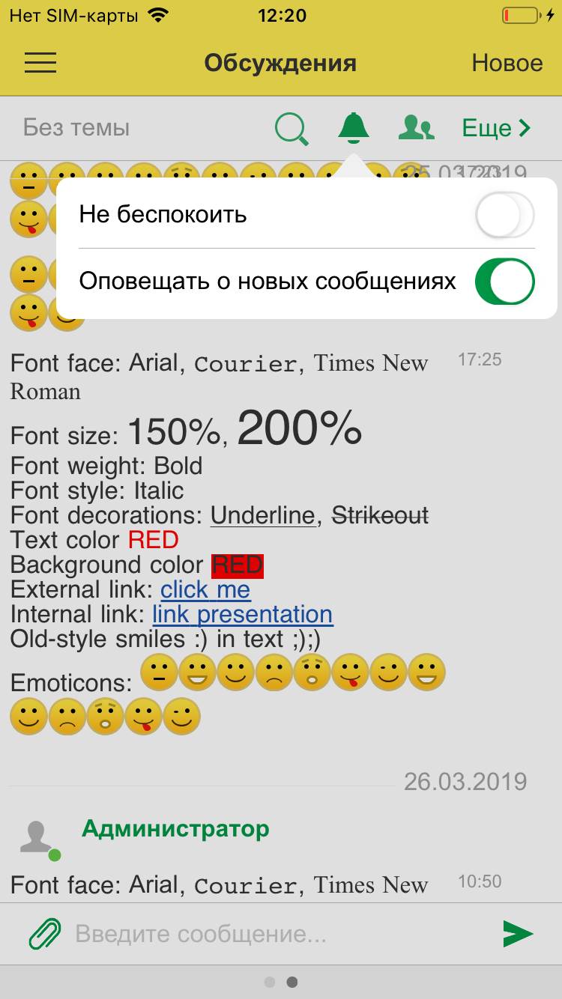 Нет SIM-карты 12:20
Обсуждения Новое
Без темы Еще
Не беспокоить
Оповещать о новых сообщениях
Font face: Arial, Courier, Times New 17:25
Roman
Font size: 150%, 200%
Font weight: Bold
Font style: Italic
Font decorations: Underline, Strikeout
Text color RED
Background color RED
External link: click me
Internal link: link presentation
Old-style smiles :) in text ;);)
Emoticons:
26.03.2019
Администратор
Font face: Arial, Courier, Times New 10:50
Введите сообщение...